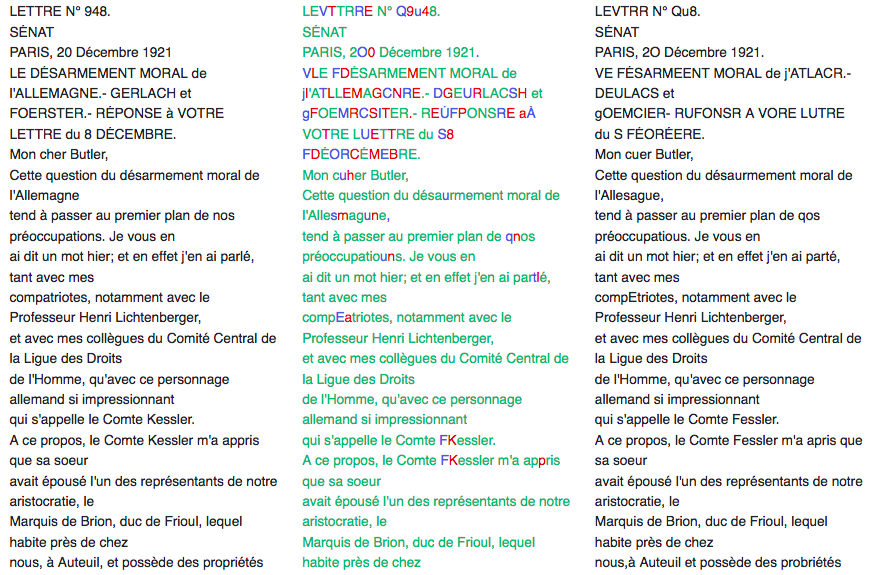 LETTRE N° 948.
SÉNAT
PARIS, 20 Décembre 1921
LE DÉSARMEMENT MORAL de
l'ALLEMAGNE.- GERLACH et
FOERSTER.- RÉPONSE à VOTRE
LETTRE du 8 DÉCEMBRE.
Mon cher Butler,
Cette question du désarmement moral de
l'Allemagne
tend à passer au premier plan de nos
préoccupations. Je vous en
ai dit un mot hier; et en effet j'en ai parlé,
tant avec mes
compatriotes, notamment avec le
Professeur Henri Lichtenberger,
et avec mes collègues du Comité Central de
la Ligue des Droits
de l'Homme, qu'avec ce personnage
allemand si impressionnant
qui s'appelle le Comte Kessler.
A ce propos, le Comte Kessler m'a appris
que sa soeur
avait épousé l'un des représentants de notre
aristocratie, le
Marquis de Brion, duc de Frioul, lequel
habite près de chez
nous, à Auteuil, et possède des propriétés
LEVTTRRE N° Q9u48.
SÉNAT
PARIS, 2O0 Décembre 1921.
VLE FDÉSARMEMENT MORAL de
jl'ATLLEMAGCNRE.- DGEURLACSH et
gFOEMRCSITER.- REÚFPONSRE aÀ
VOTRE LUETTRE du S8
FDÉORCÉMEBRE.
Mon cuher Butler,
Cette question du désaurmement moral de
l'Allesmagune,
tend à passer au premier plan de qnos
préoccupatiouns. Je vous en
ai dit un mot hier; et en effet j'en ai partlé,
tant avec mes
compEatriotes, notamment avec le
Professeur Henri Lichtenberger,
et avec mes collègues du Comité Central de
la Ligue des Droits
de l'Homme, qu'avec ce personnage
allemand si impressionnant
qui s'appelle le Comte FKessler.
A ce propos, le Comte FKessler m'a appris
que sa soeur
avait épousé l'un des représentants de notre
aristocratie, le
Marquis de Brion, duc de Frioul, lequel
habite près de chez
LEVTRR N° Qu8.
SÉNAT
PARIS, 2O Décembre 1921.
VE FÉSARMEENT MORAL de j'ATLACR.-
DEULACS et
gOEMCIER- RUFONSR A VORE LUTRE
du S FÉORÉERE.
Mon cuer Butler,
Cette question du désaurmement moral de
l'Allesague,
tend à passer au premier plan de qos
préoccupatious. Je vous en
ai dit un mot hier; et en effet j'en ai parté,
tant avec mes
compEtriotes, notamment avec le
Professeur Henri Lichtenberger,
et avec mes collègues du Comité Central de
la Ligue des Droits
de l'Homme, qu'avec ce personnage
allemand si impressionnant
qui s'appelle le Comte Fessler.
A ce propos, le Comte Fessler m'a apris que
sa soeur
avait épousé l'un des représentants de notre
aristocratie, le
Marquis de Brion, duc de Frioul, lequel
habite près de chez
nous,à Auteuil et possède des probriétés